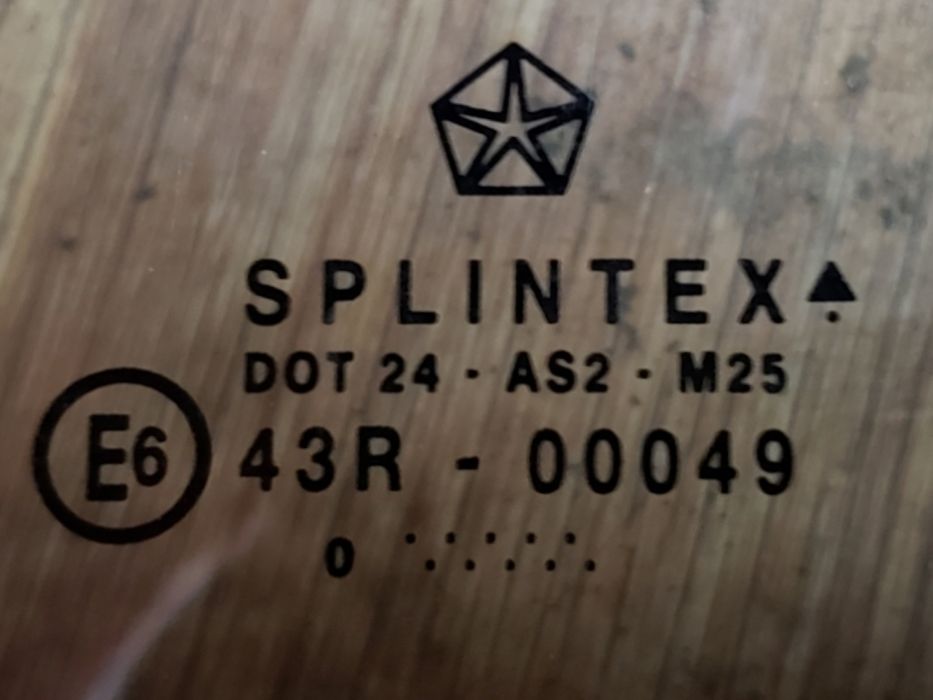 SPLINTEX
DOT 24 · AS2 · M25
E6 43R - 00049
0